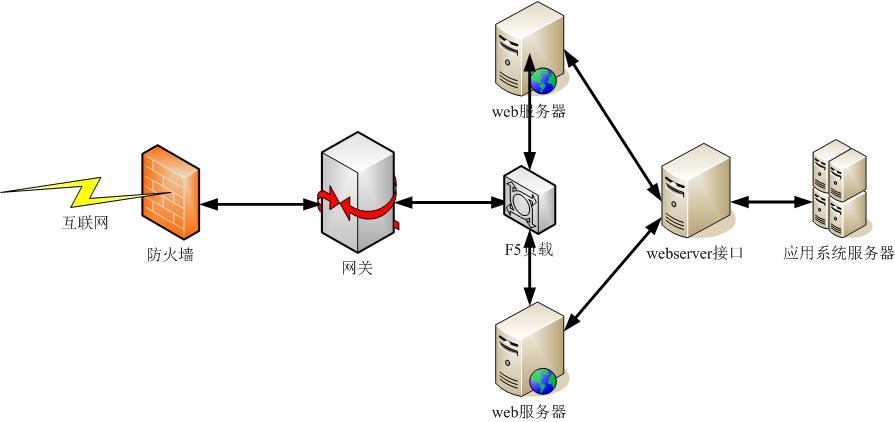 web服务器
互联网
防火墙
网关
F5负载
webserver接口
应用系统服务器
web服务器